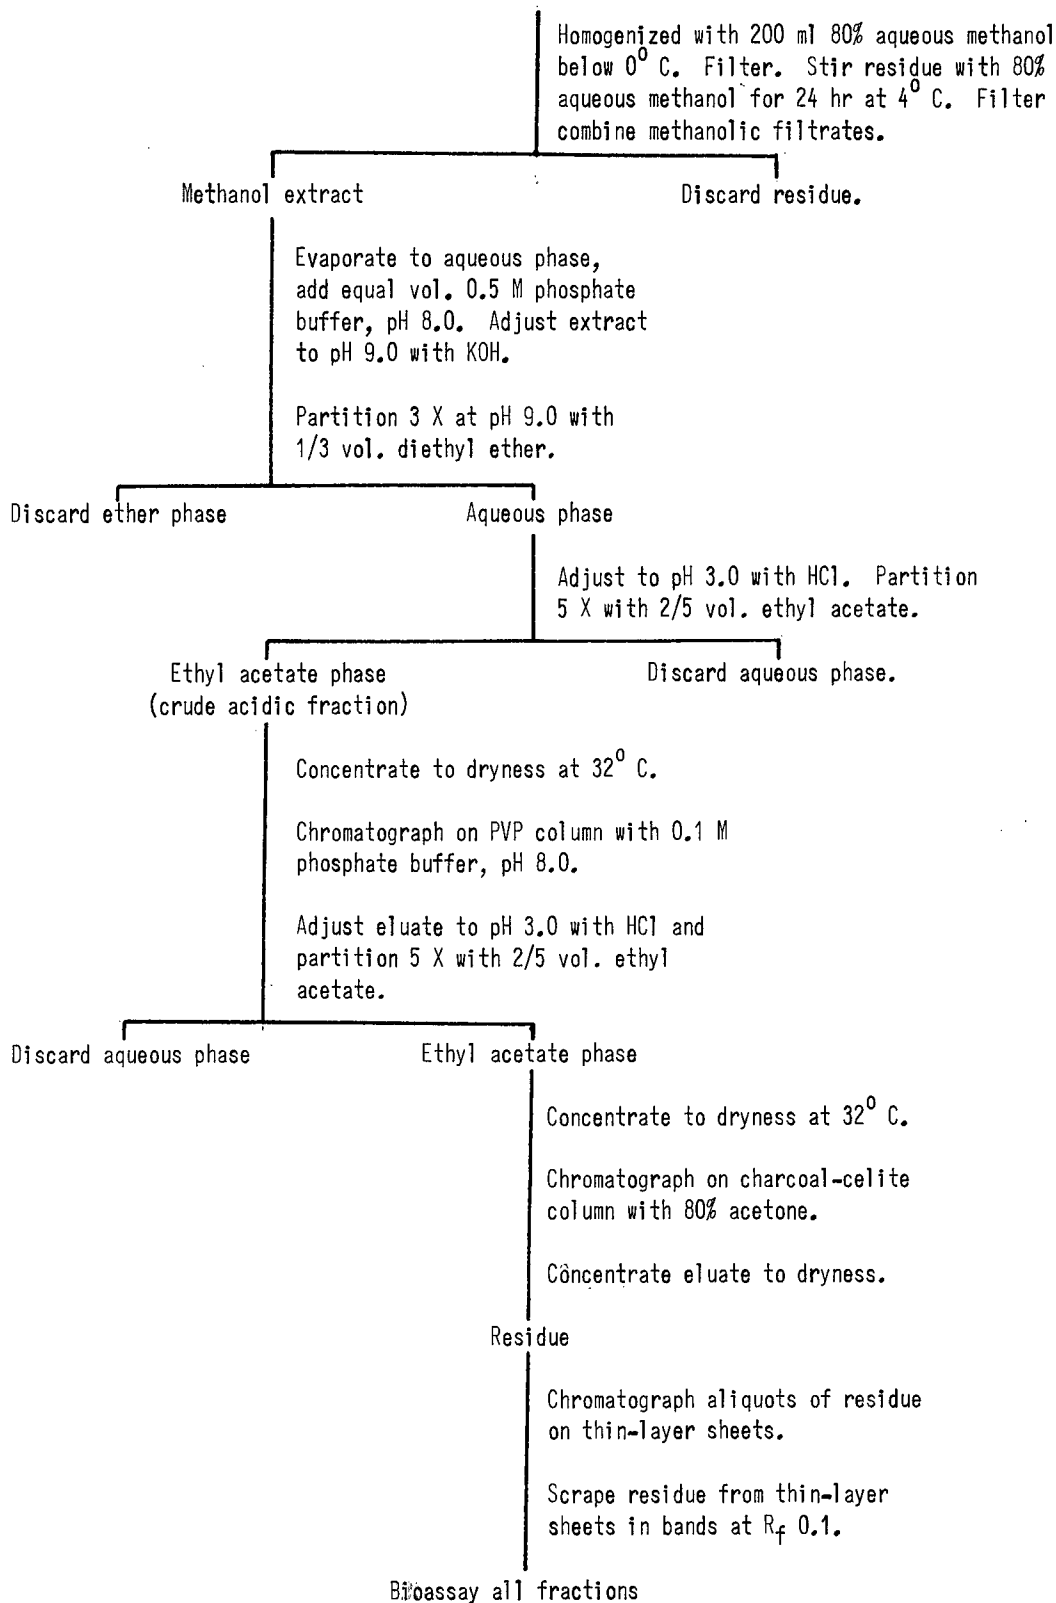 Homogenized with 200 ml 80% aqueous methanol
below 0⁰ C. Filter. Stir residue with 80%
aqueous methanol for 24 hr at 4⁰ C. Filter
combine methanolic filtrates.
Methanol extract
Discard residue.
Evaporate to aqueous phase,
add equal vol. 0.5 M phosphate
buffer, pH 8.0. Adjust extract
to pH 9.0 with KOH.
Partition 3 X at pH 9.0 with
1/3 vol. diethyl ether.
Discard ether phase
Aqueous phase
Adjust to pH 3.0 with HCl. Partition
5 X with 2/5 vol. ethyl acetate.
Ethyl acetate phase
(crude acidic fraction)
Discard aqueous phase.
Concentrate to dryness at 32⁰ C.
Chromatograph on PVP column with 0.1 M
phosphate buffer, pH 8.0.
Adjust eluate to pH 3.0 with HCl and
partition 5 X with 2/5 vol. ethyl
acetate.
Discard aqueous phase
Ethyl acetate phase
Concentrate to dryness at 32⁰ C.
Chromatograph on charcoal-celite
column with 80% acetone.
Concentrate eluate to dryness.
Residue
Chromatograph aliquots of residue
on thin-layer sheets.
Scrape residue from thin-layer
sheets in bands at Rf 0.1.
Bioassay all fractions